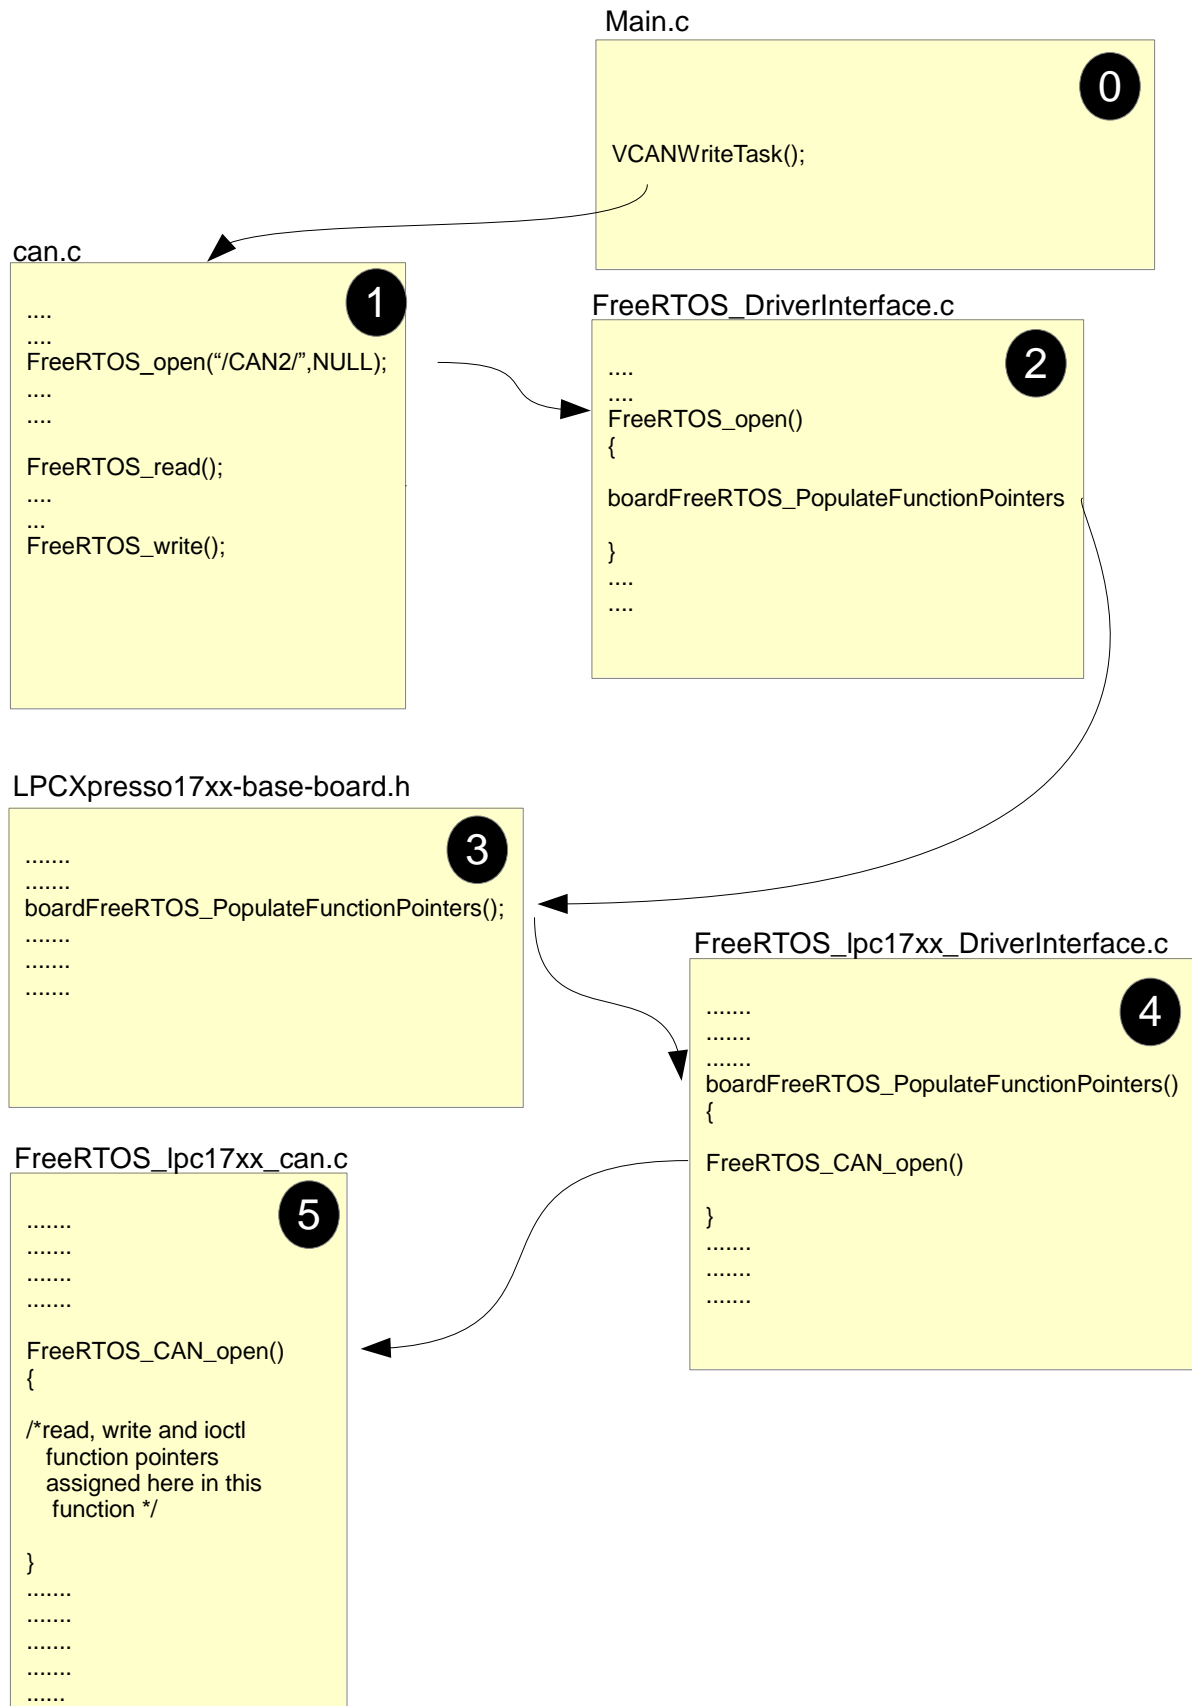 Main.c
0
VCANWriteTask();
can.c
1
....
....
FreeRTOS_open(“/CAN2/”,NULL);
....
....
FreeRTOS_read();
....
...
FreeRTOS_write();
FreeRTOS_DriverInterface.c
2
....
....
FreeRTOS_open()
{
boardFreeRTOS_PopulateFunctionPointers
}
....
....
LPCXpresso17xx-base-board.h
3
.......
.......
boardFreeRTOS_PopulateFunctionPointers();
.......
.......
.......
FreeRTOS_lpc17xx_DriverInterface.c
4
.......
.......
.......
boardFreeRTOS_PopulateFunctionPointers()
{
FreeRTOS_CAN_open()
}
.......
.......
.......
FreeRTOS_lpc17xx_can.c
5
.......
.......
.......
.......
FreeRTOS_CAN_open()
{
/*read, write and ioctl
function pointers
assigned here in this
function */
}
.......
.......
.......
.......
......